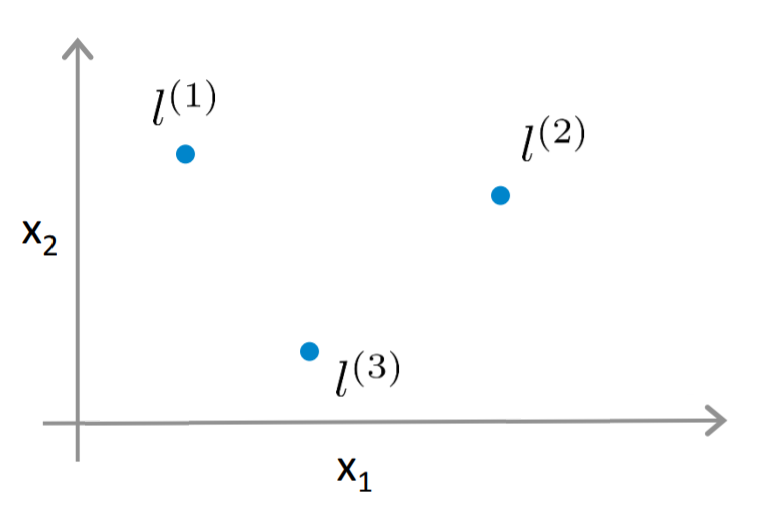 l^(1)
l^(2)
x₂
l^(3)
x₁